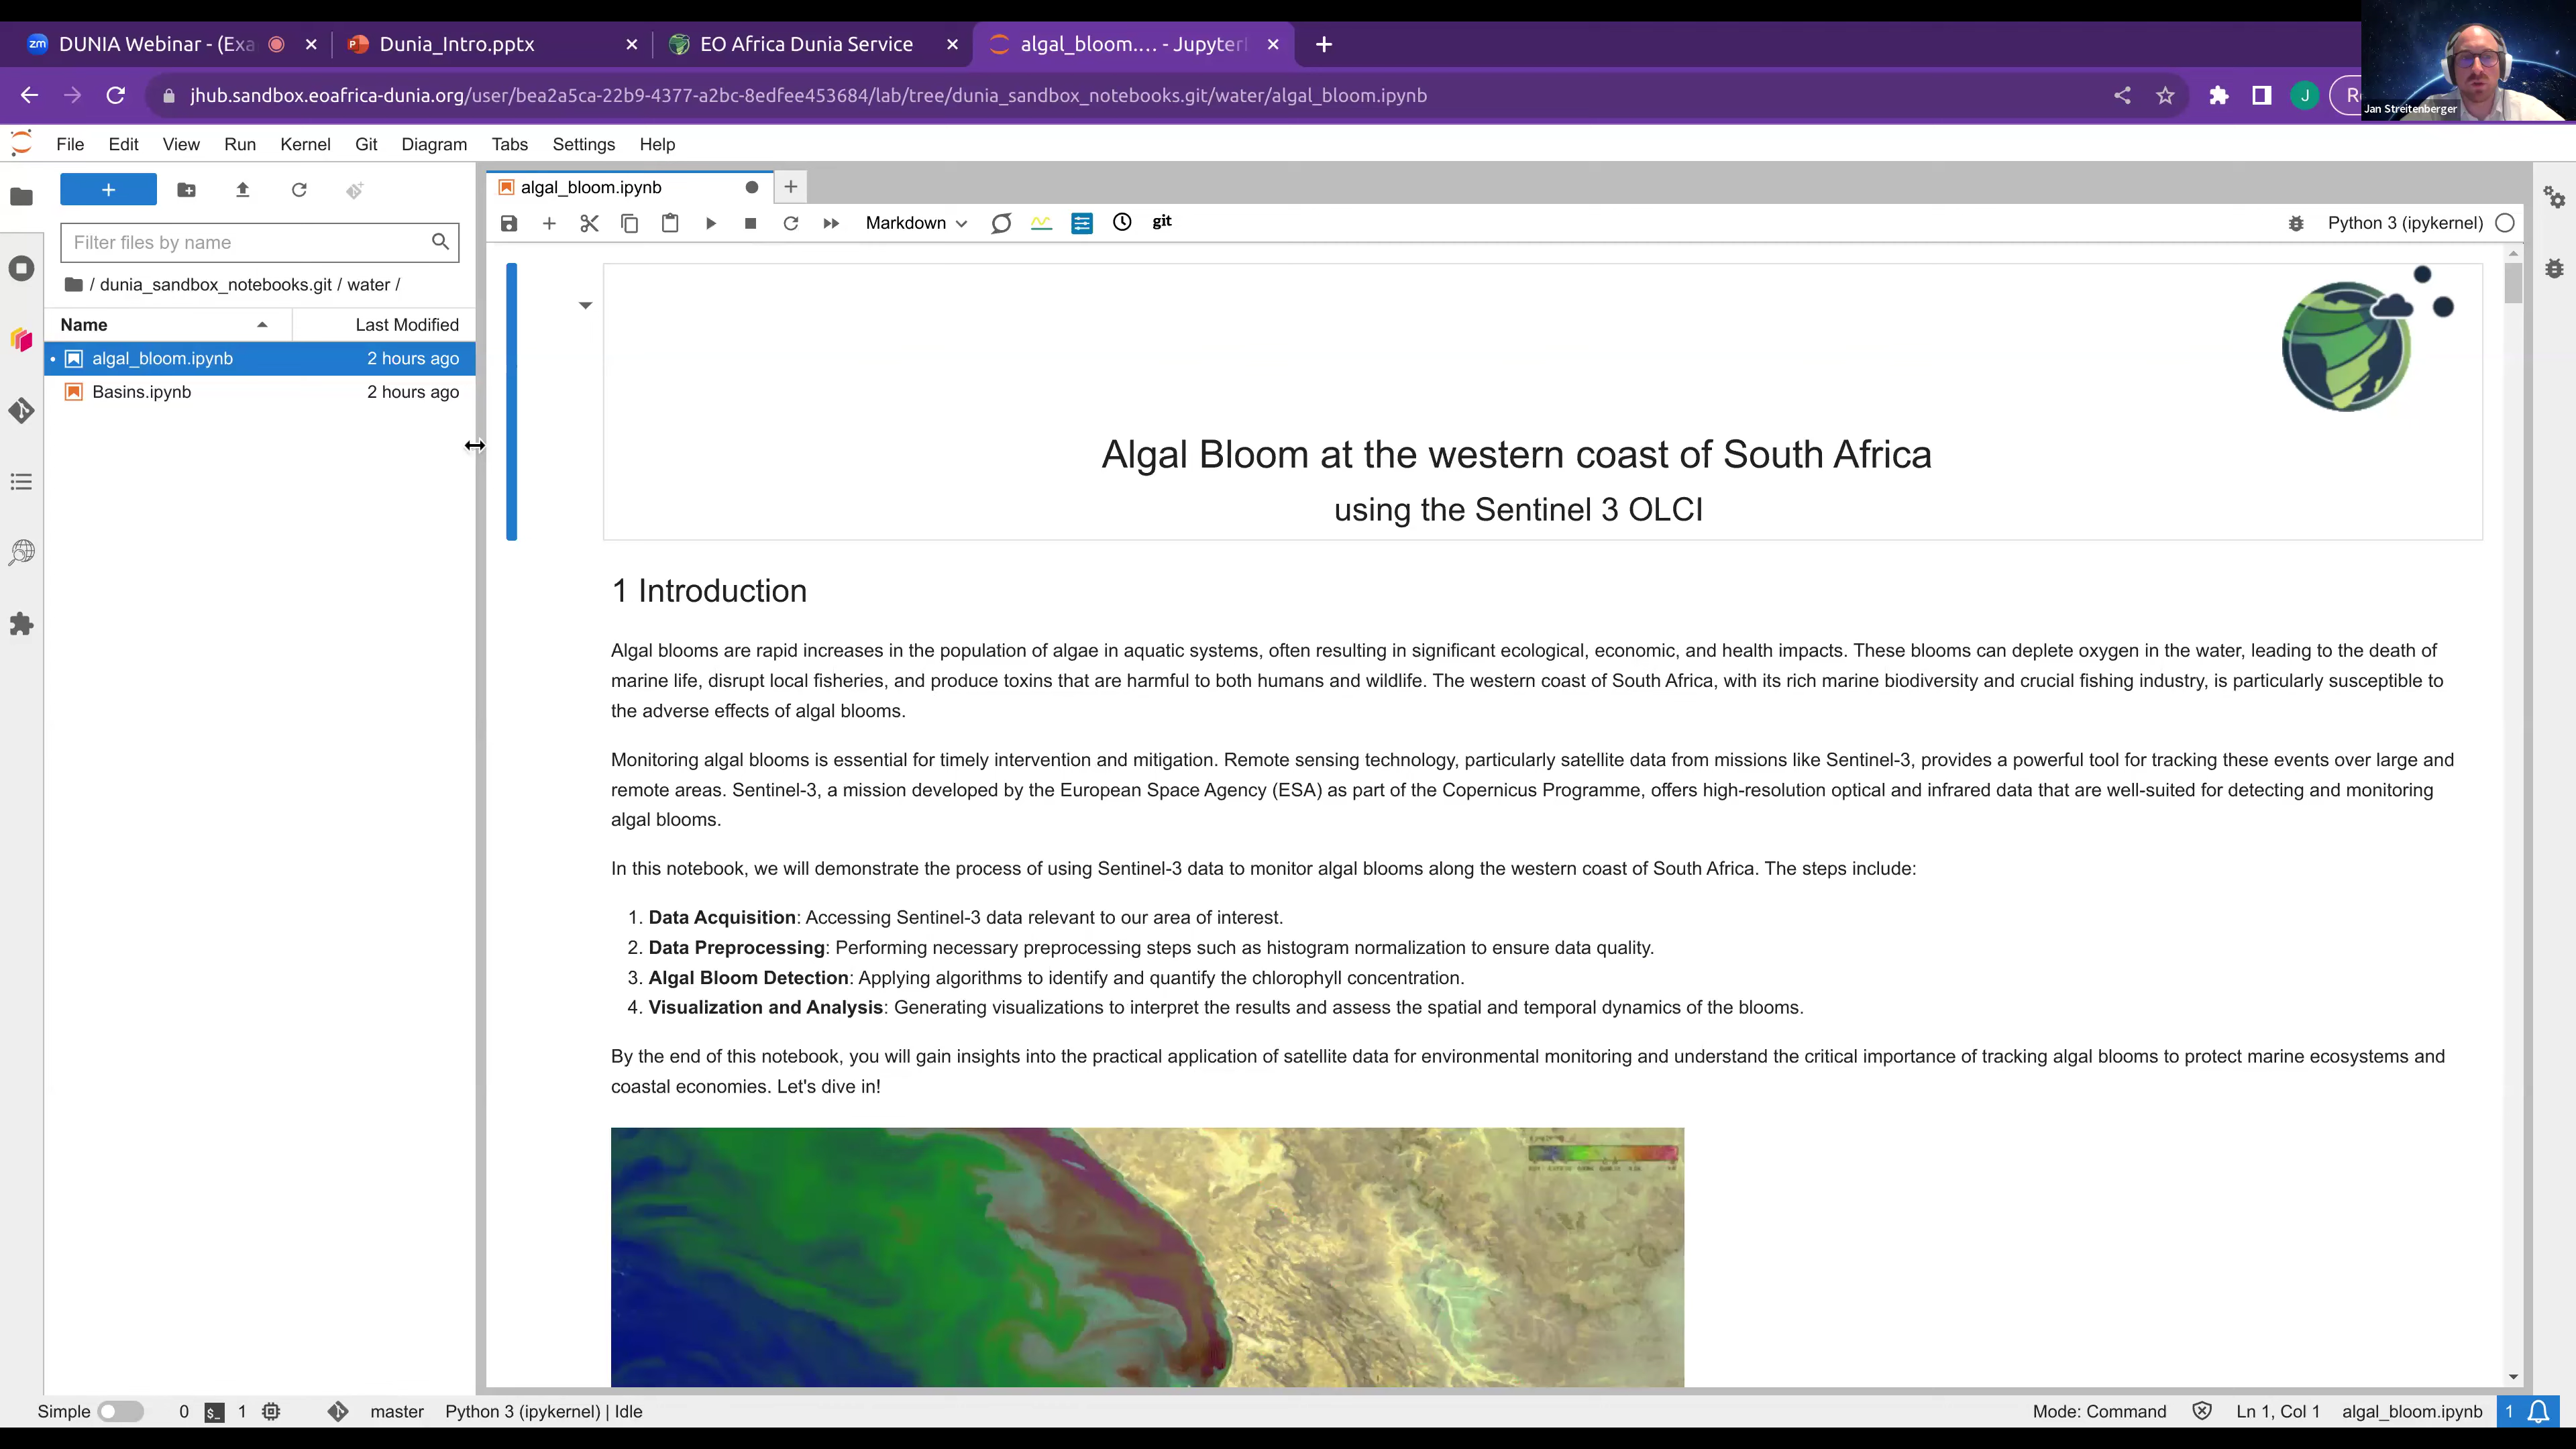 DUNIA Webinar - (Exa
Dunia_Intro.pptx
EO Africa Dunia Service
algal_bloom.... - Jupyter
jhub.sandbox.eoafrica-dunia.org/user/bea2a5ca-22b9-4377-a2bc-8edfee453684/lab/tree/dunia_sandbox_notebooks.git/water/algal_bloom.ipynb
J
Jan Streitenberger
File Edit View Run Kernel Git Diagram Tabs Settings Help
algal_bloom.ipynb
Filter files by name
Markdown
git
Python 3 (ipykernel)
/ dunia_sandbox_notebooks.git / water /
Name Last Modified
algal_bloom.ipynb 2 hours ago
Basins.ipynb 2 hours ago
Algal Bloom at the western coast of South Africa
using the Sentinel 3 OLCI
1 Introduction
Algal blooms are rapid increases in the population of algae in aquatic systems, often resulting in significant ecological, economic, and health impacts. These blooms can deplete oxygen in the water, leading to the death of
marine life, disrupt local fisheries, and produce toxins that are harmful to both humans and wildlife. The western coast of South Africa, with its rich marine biodiversity and crucial fishing industry, is particularly susceptible to
the adverse effects of algal blooms.
Monitoring algal blooms is essential for timely intervention and mitigation. Remote sensing technology, particularly satellite data from missions like Sentinel-3, provides a powerful tool for tracking these events over large and
remote areas. Sentinel-3, a mission developed by the European Space Agency (ESA) as part of the Copernicus Programme, offers high-resolution optical and infrared data that are well-suited for detecting and monitoring
algal blooms.
In this notebook, we will demonstrate the process of using Sentinel-3 data to monitor algal blooms along the western coast of South Africa. The steps include:
1. Data Acquisition: Accessing Sentinel-3 data relevant to our area of interest.
2. Data Preprocessing: Performing necessary preprocessing steps such as histogram normalization to ensure data quality.
3. Algal Bloom Detection: Applying algorithms to identify and quantify the chlorophyll concentration.
4. Visualization and Analysis: Generating visualizations to interpret the results and assess the spatial and temporal dynamics of the blooms.
By the end of this notebook, you will gain insights into the practical application of satellite data for environmental monitoring and understand the critical importance of tracking algal blooms to protect marine ecosystems and
coastal economies. Let's dive in!
Simple 0 $_ 1 master Python 3 (ipykernel) | Idle Mode: Command Ln 1, Col 1 algal_bloom.ipynb 1